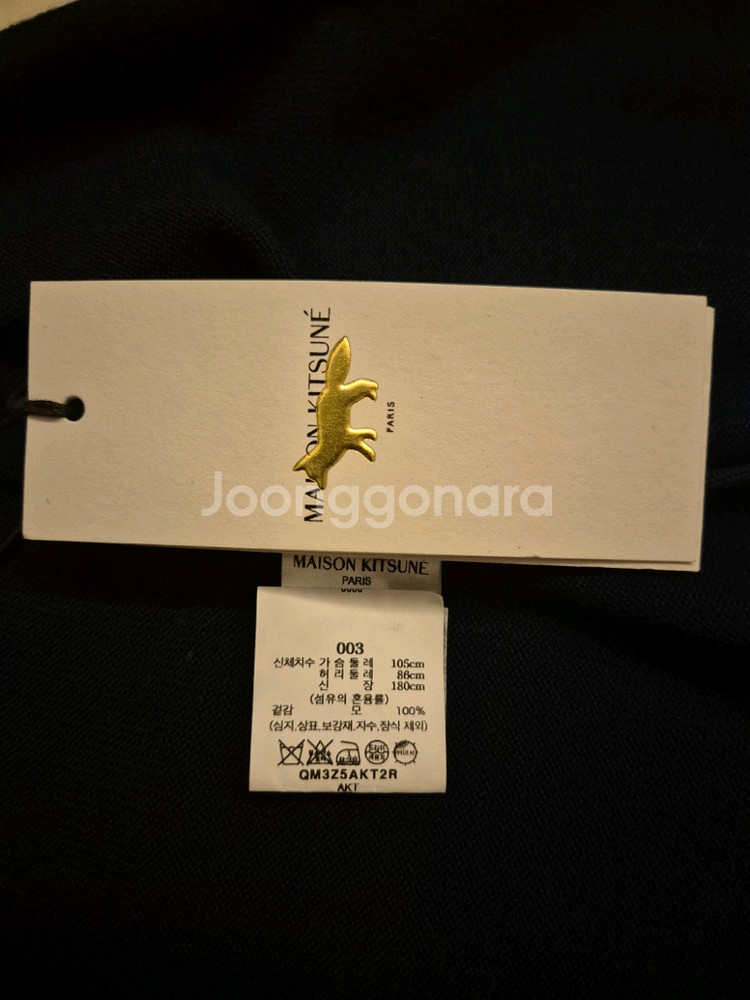 MAISON KITSUNÉ
PARIS
Joonggonara
MAISON KITSUNÉ
PARIS
003
신체치수 가 슴 둘 레 105cm
허 리 둘 레 86cm
신 장 180cm
(섬유의 혼용률)
겉감 모 100%
(심지,상표,보강재,자수,장식 제외)
QM3Z5AKT2R
AKT